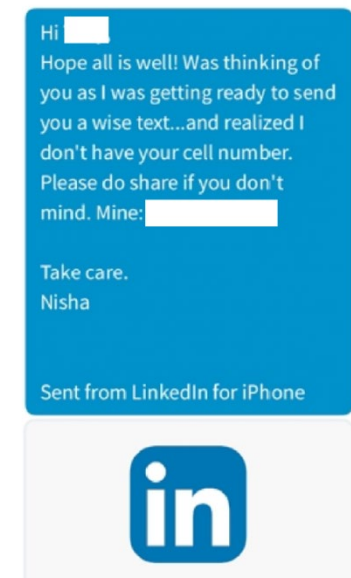 Hi
Hope all is well! Was thinking of
you as I was getting ready to send
you a wise text...and realized I
don't have your cell number.
Please do share if you don't
mind. Mine:
Take care.
Nisha
Sent from LinkedIn for iPhone
in